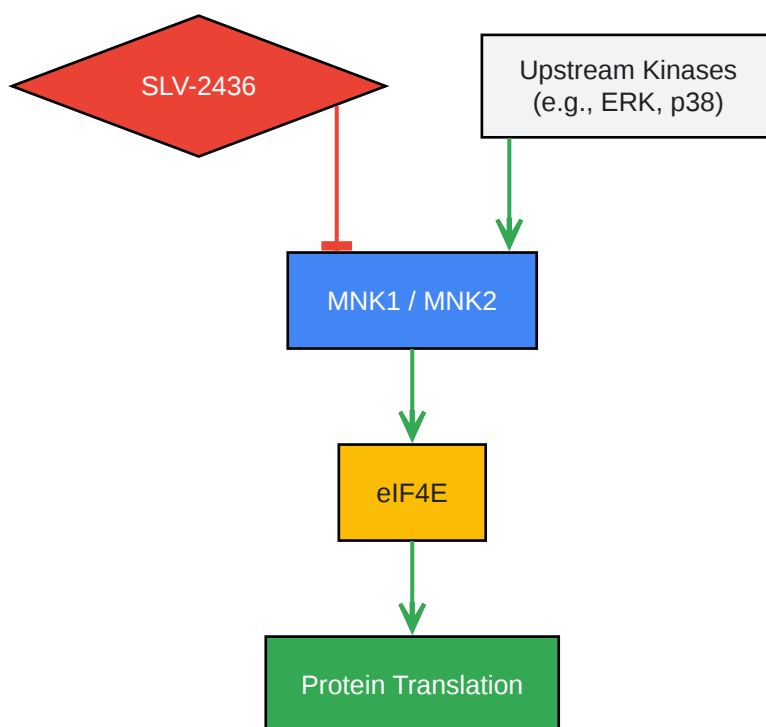 SLV-2436
Upstream Kinases
(e.g., ERK, p38)
MNK1 / MNK2
eIF4E
Protein Translation